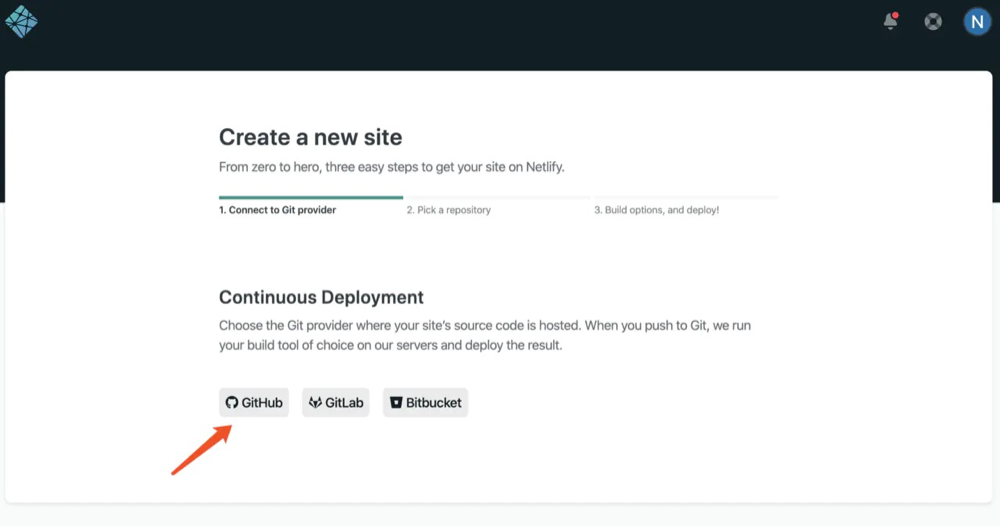 N
Create a new site
From zero to hero, three easy steps to get your site on Netlify.
1. Connect to Git provider
2. Pick a repository
3. Build options, and deploy!
Continuous Deployment
Choose the Git provider where your site's source code is hosted. When you push to Git, we run
your build tool of choice on our servers and deploy the result.
GitHub
GitLab
Bitbucket